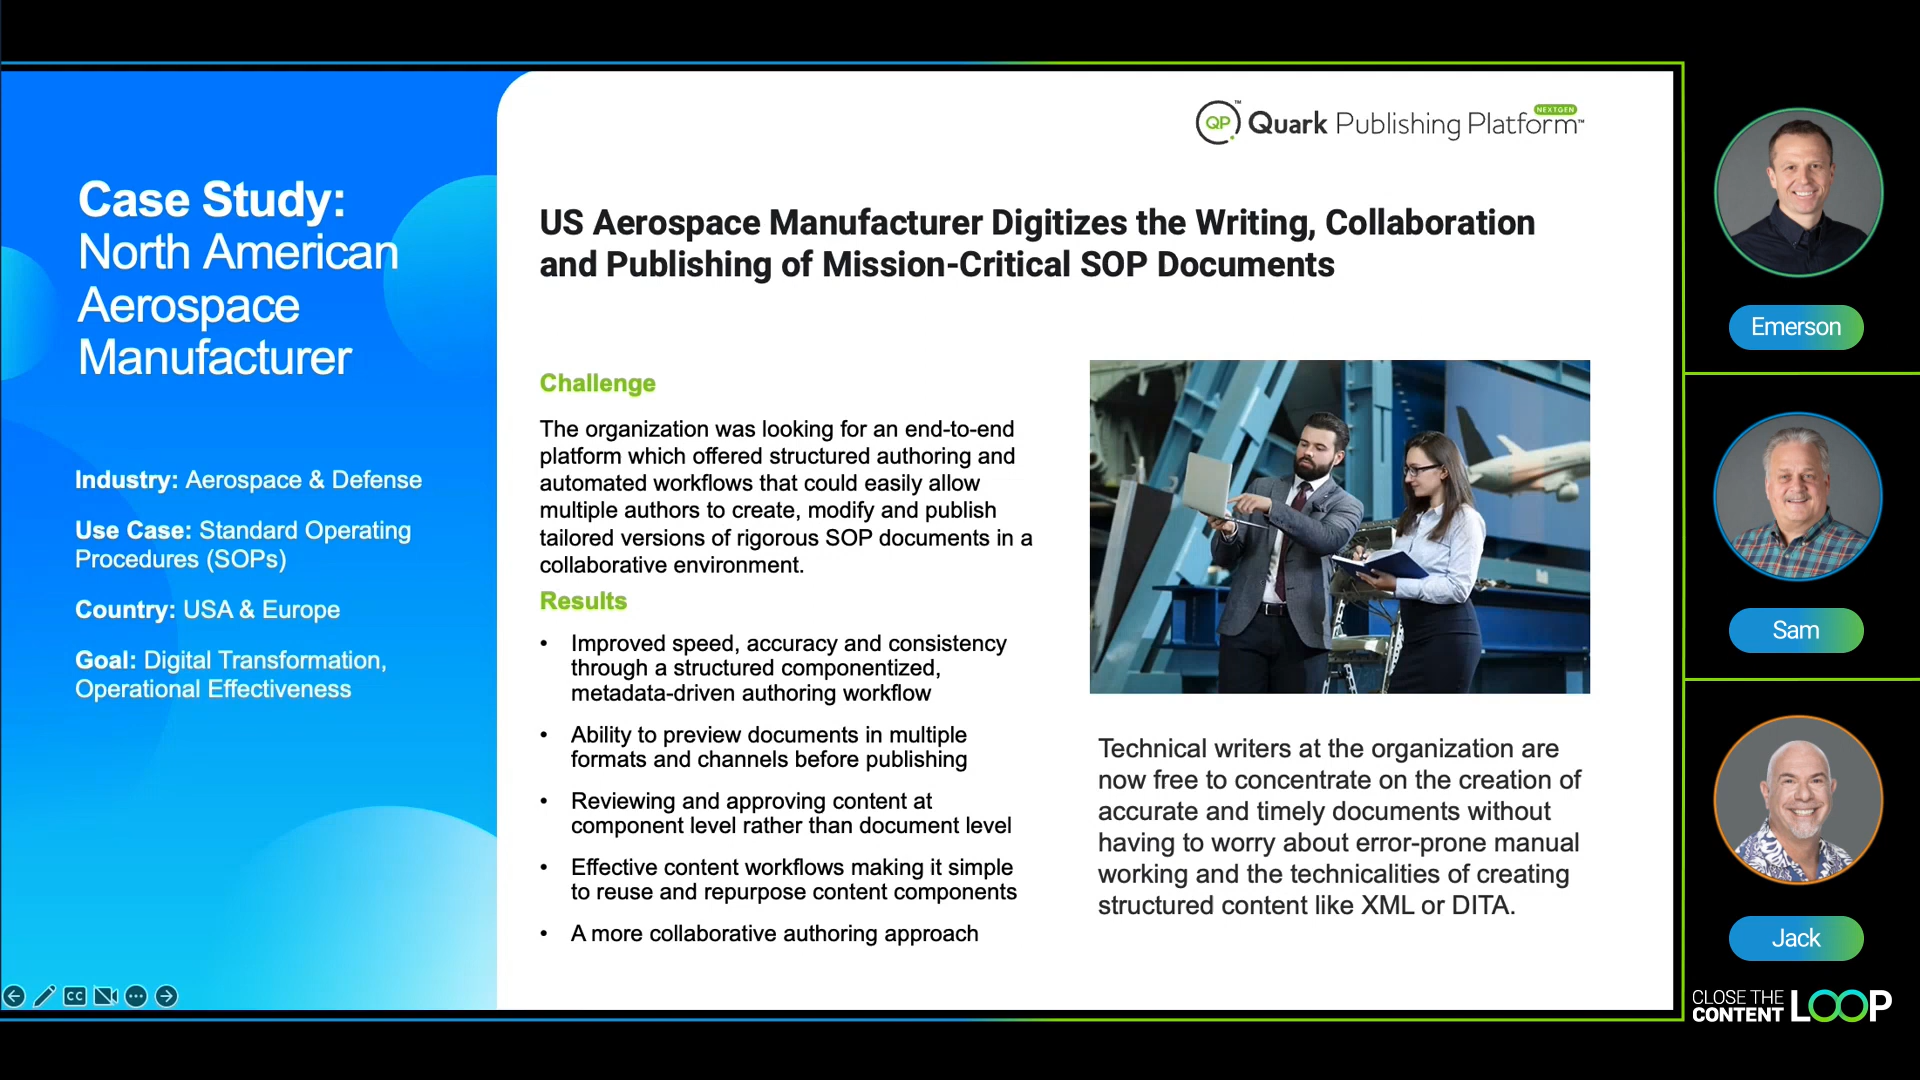 Case Study:
North American
Aerospace
Manufacturer
Industry: Aerospace & Defense
Use Case: Standard Operating
Procedures (SOPs)
Country: USA & Europe
Goal: Digital Transformation,
Operational Effectiveness
CC
QP™ Quark Publishing Platform™ NEXTGEN
US Aerospace Manufacturer Digitizes the Writing, Collaboration
and Publishing of Mission-Critical SOP Documents
Challenge
The organization was looking for an end-to-end
platform which offered structured authoring and
automated workflows that could easily allow
multiple authors to create, modify and publish
tailored versions of rigorous SOP documents in a
collaborative environment.
Results
• Improved speed, accuracy and consistency
through a structured componentized,
metadata-driven authoring workflow
• Ability to preview documents in multiple
formats and channels before publishing
• Reviewing and approving content at
component level rather than document level
• Effective content workflows making it simple
to reuse and repurpose content components
• A more collaborative authoring approach
Technical writers at the organization are
now free to concentrate on the creation of
accurate and timely documents without
having to worry about error-prone manual
working and the technicalities of creating
structured content like XML or DITA.
Emerson
Sam
Jack
CLOSE THE
CONTENT LOOP